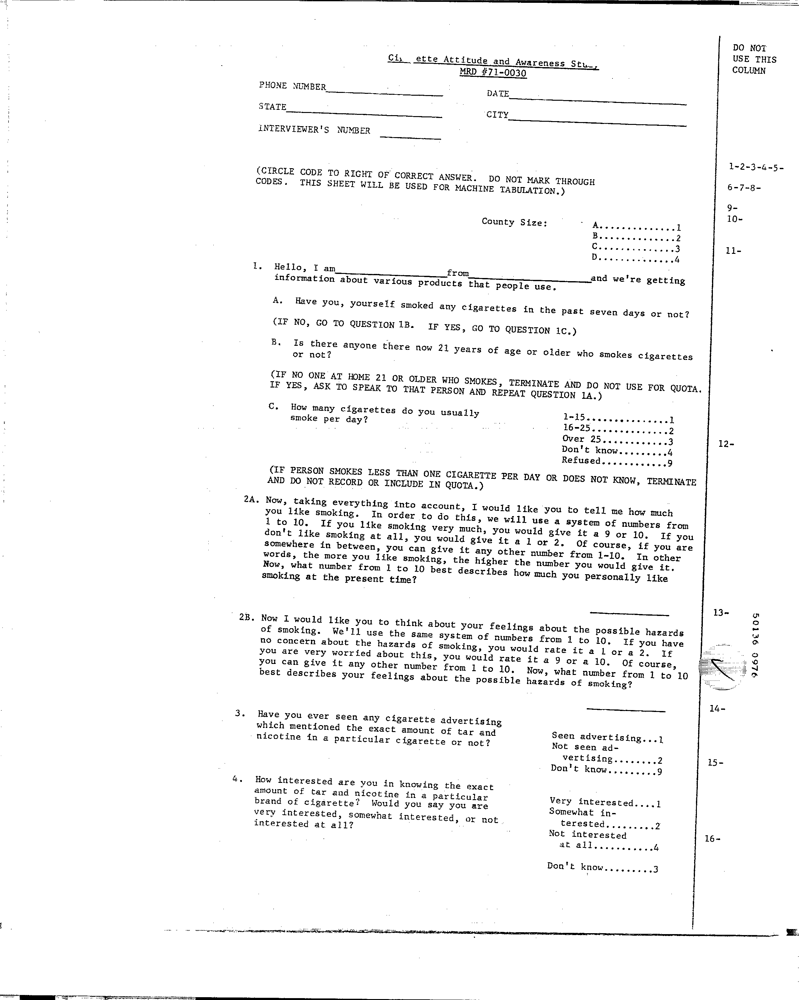 DO NOT
USE THIS
COLUMN
ette Attitude and Awareness
MRD #71-0030
PHONE NUMBER
DATE
STATE
CITY
INTERVIEWER'S NUMBER
(CIRCLE CODE TO RIGHT OF CORRECT ANSWER. DO NOT MARK THROUGH
CODES. THIS SHEET WILL BE USED FOR MACHINE TABULATION.)
1-2-3-4-5-
6-7-8-
9-
10-
County Size: A..............1
B..............2
C..............3
D..............4
11-
1. Hello, I am____from____and we're getting
information about various products that people use.
A. Have you, yourself smoked any cigarettes in the past seven days or not?
(IF NO, GO TO QUESTION 1B. IF YES, GO TO QUESTION 1C.)
B. Is there anyone there now 21 years of age or older who smokes cigarettes
or not?
(IF NO ONE AT HOME 21 OR OLDER WHO SMOKES, TERMINATE AND DO NOT USE FOR QUOTA.
IF YES, ASK TO SPEAK TO THAT PERSON AND REPEAT QUESTION 1A.)
C. How many cigarettes do you usually
smoke per day?
1-15...............1
16-25..............2
Over 25............3
Don't know.........4
Refused............9
12-
(IF PERSON SMOKES LESS THAN ONE CIGARETTE PER DAY OR DOES NOT KNOW, TERMINATE
AND DO NOT RECORD OR INCLUDE IN QUOTA.)
2A. Now, taking everything into account, I would like you to tell me how much
you like smoking. In order to do this, we will use a system of numbers from
1 to 10. If you like smoking very much, you would give it a 9 or 10. If you
don't like smoking at all, you would give it a 1 or 2. Of course, if you are
somewhere in between, you can give it any other number from 1-10. In other
words, the more you like smoking, the higher the number you would give it.
Now, what number from 1 to 10 best describes how much you personally like
smoking at the present time?
13-
2B. Now I would like you to think about your feelings about the possible hazards
of smoking. We'll use the same system of numbers from 1 to 10. If you have
no concern about the hazards of smoking, you would rate it a 1 or a 2. If
you are very worried about this, you would rate it a 9 or a 10. Of course,
you can give it any other number from 1 to 10. Now, what number from 1 to 10
best describes your feelings about the possible hazards of smoking?
14-
50136 0976
3. Have you ever seen any cigarette advertising
which mentioned the exact amount of tar and
nicotine in a particular cigarette or not?
Seen advertising...1
Not seen ad-
vertising........2
Don't know.........9
15-
4. How interested are you in knowing the exact
amount of tar and nicotine in a particular
brand of cigarette? Would you say you are
very interested, somewhat interested, or not
interested at all?
Very interested....1
Somewhat in-
terested.........2
Not interested
at all...........4
Don't know.........3
16-